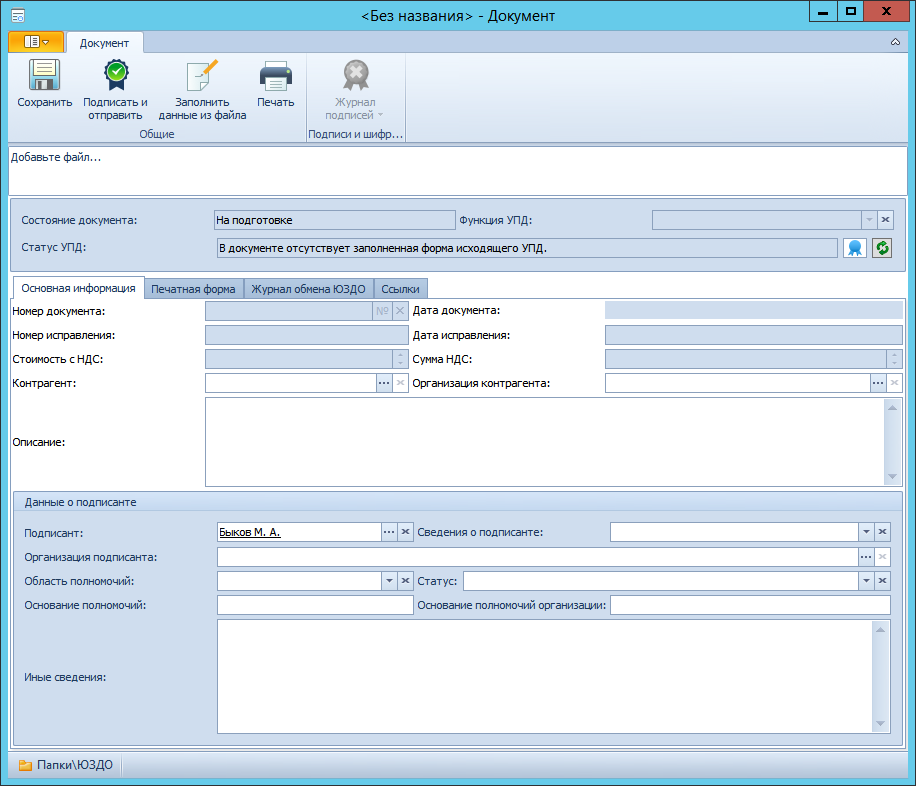 <Без названия> - Документ
Документ
Сохранить
Подписать и
отправить
Заполнить
данные из файла
Печать
Журнал
подписей
Общие
Подписи и шифр...
Добавьте файл...
Состояние документа:
На подготовке
Функция УПД:
Статус УПД:
В документе отсутствует заполненная форма исходящего УПД.
Основная информация
Печатная форма
Журнал обмена ЮЗДО
Ссылки
Номер документа:
№
Дата документа:
Номер исправления:
Дата исправления:
Стоимость с НДС:
Сумма НДС:
Контрагент:
Организация контрагента:
Описание:
Данные о подписанте
Подписант:
Быков М. А.
Сведения о подписанте:
Организация подписанта:
Область полномочий:
Статус:
Основание полномочий:
Основание полномочий организации:
Иные сведения:
Папки\ЮЗДО